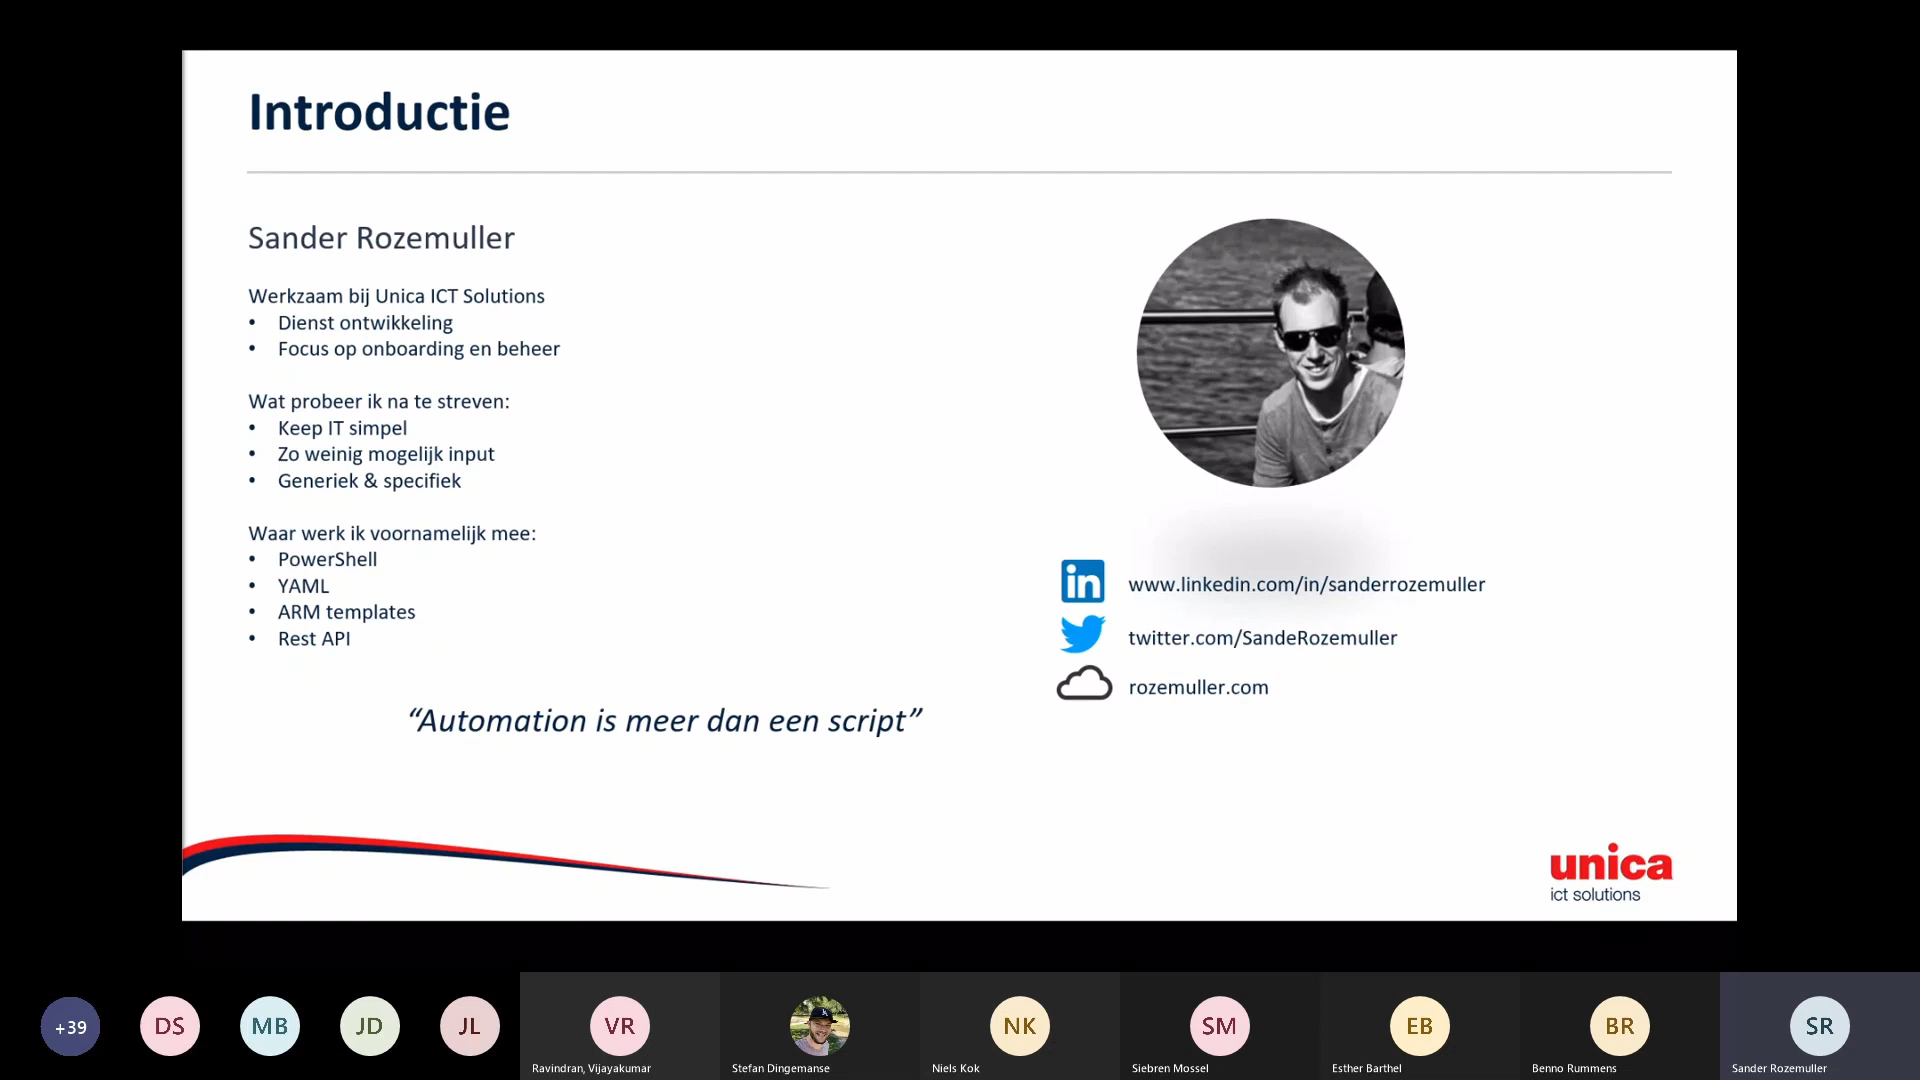 Introductie
Sander Rozemuller
Werkzaam bij Unica ICT Solutions
• Dienst ontwikkeling
• Focus op onboarding en beheer
Wat probeer ik na te streven:
• Keep IT simpel
• Zo weinig mogelijk input
• Generiek & specifiek
Waar werk ik voornamelijk mee:
• PowerShell
• YAML
• ARM templates
• Rest API
“Automation is meer dan een script”
in www.linkedin.com/in/sanderrozemuller
twitter.com/SandeRozemuller
rozemuller.com
unica
ict solutions
+39
DS
MB
JD
JL
VR
Ravindran, Vijayakumar
Stefan Dingemanse
NK
Niels Kok
SM
Siebren Mossel
EB
Esther Barthel
BR
Benno Rummens
SR
Sander Rozemuller